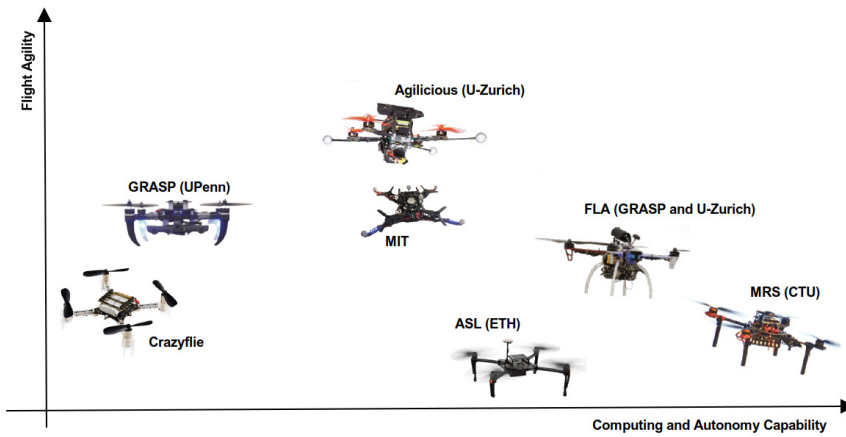 Flight Agility
Agilicious (U-Zurich)
GRASP (UPenn)
FLA (GRASP and U-Zurich)
MIT
MRS (CTU)
ASL (ETH)
Crazyflie
Computing and Autonomy Capability